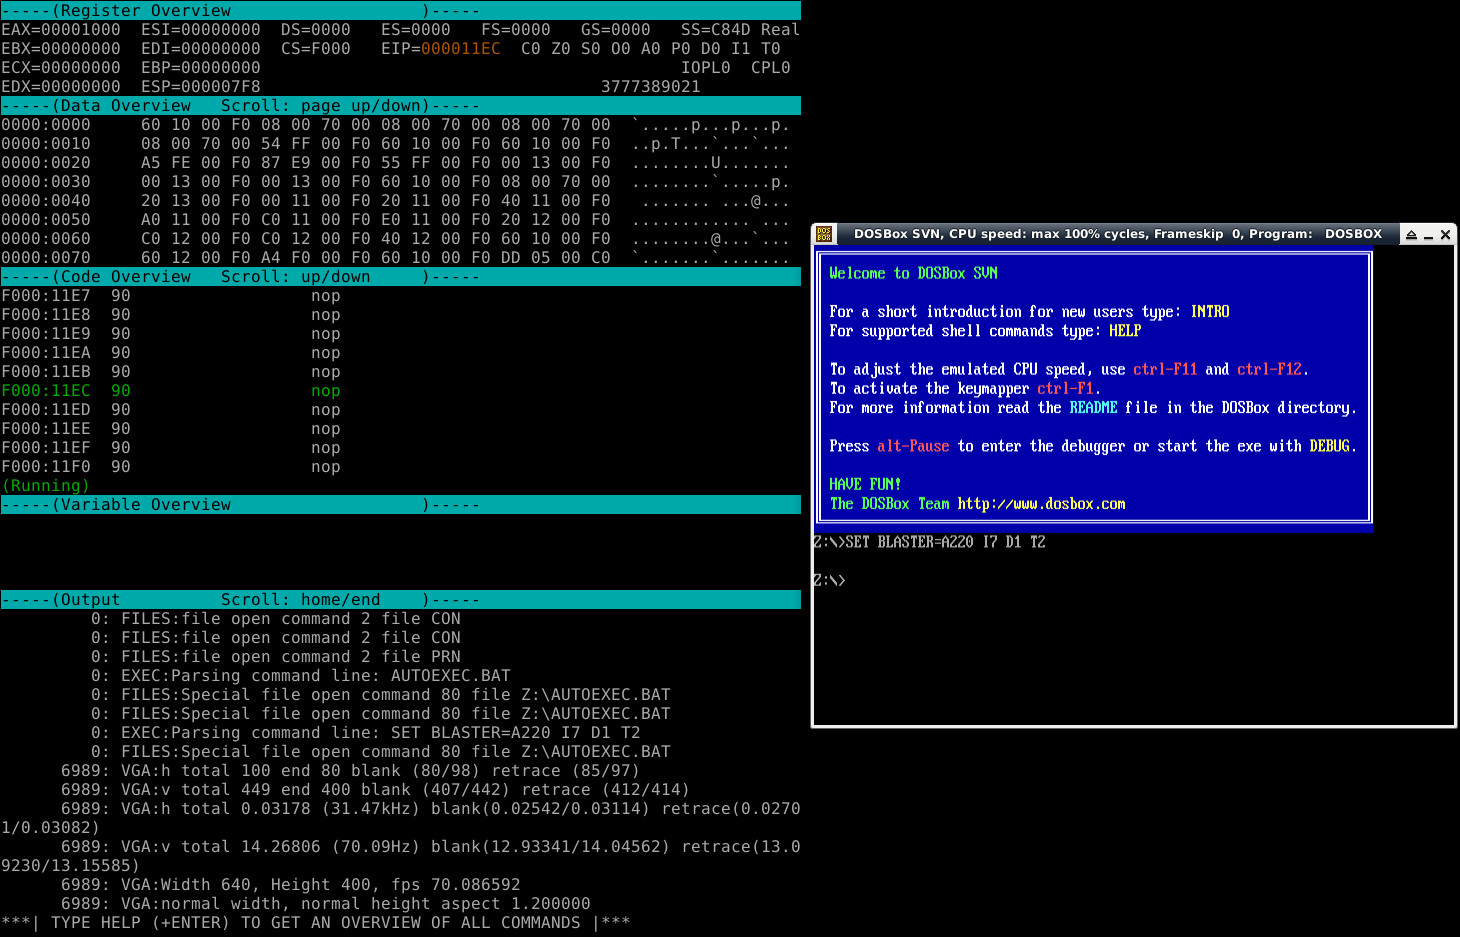 -----(Register Overview                   )-----
EAX=00001000  ESI=00000000  DS=0000   ES=0000   FS=0000   GS=0000   SS=C84D Real
EBX=00000000  EDI=00000000  CS=F000   EIP=000011EC  C0 Z0 S0 O0 A0 P0 D0 I1 T0
ECX=00000000  EBP=00000000                                          IOPL0  CPL0
EDX=00000000  ESP=000007F8                                  3777389021
-----(Data Overview   Scroll: page up/down)-----
0000:0000     60 10 00 F0 08 00 70 00 08 00 70 00 08 00 70 00  `.....p...p...p.
0000:0010     08 00 70 00 54 FF 00 F0 60 10 00 F0 60 10 00 F0  ..p.T...`...`...
0000:0020     A5 FE 00 F0 87 E9 00 F0 55 FF 00 F0 00 13 00 F0  ........U.......
0000:0030     00 13 00 F0 00 13 00 F0 60 10 00 F0 08 00 70 00  ........`.....p.
0000:0040     20 13 00 F0 00 11 00 F0 20 11 00 F0 40 11 00 F0   ....... ...@...
0000:0050     A0 11 00 F0 C0 11 00 F0 E0 11 00 F0 20 12 00 F0  ............ ...
0000:0060     C0 12 00 F0 C0 12 00 F0 40 12 00 F0 60 10 00 F0  ........@...`...
0000:0070     60 12 00 F0 A4 F0 00 F0 60 10 00 F0 DD 05 00 C0  `.......`.......
-----(Code Overview   Scroll: up/down     )-----
F000:11E7  90                  nop
F000:11E8  90                  nop
F000:11E9  90                  nop
F000:11EA  90                  nop
F000:11EB  90                  nop
F000:11EC  90                  nop
F000:11ED  90                  nop
F000:11EE  90                  nop
F000:11EF  90                  nop
F000:11F0  90                  nop
(Running)
-----(Variable Overview                   )-----
-----(Output          Scroll: home/end    )-----
         0: FILES:file open command 2 file CON
         0: FILES:file open command 2 file CON
         0: FILES:file open command 2 file PRN
         0: EXEC:Parsing command line: AUTOEXEC.BAT
         0: FILES:Special file open command 80 file Z:\AUTOEXEC.BAT
         0: FILES:Special file open command 80 file Z:\AUTOEXEC.BAT
         0: EXEC:Parsing command line: SET BLASTER=A220 I7 D1 T2
         0: FILES:Special file open command 80 file Z:\AUTOEXEC.BAT
      6989: VGA:h total 100 end 80 blank (80/98) retrace (85/97)
      6989: VGA:v total 449 end 400 blank (407/442) retrace (412/414)
      6989: VGA:h total 0.03178 (31.47kHz) blank(0.02542/0.03114) retrace(0.0270
1/0.03082)
      6989: VGA:v total 14.26806 (70.09Hz) blank(12.93341/14.04562) retrace(13.0
9230/13.15585)
      6989: VGA:Width 640, Height 400, fps 70.086592
      6989: VGA:normal width, normal height aspect 1.200000
***| TYPE HELP (+ENTER) TO GET AN OVERVIEW OF ALL COMMANDS |***
DOS BOX DOSBox SVN, CPU speed: max 100% cycles, Frameskip  0, Program:   DOSBOX
Welcome to DOSBox SVN
For a short introduction for new users type: INTRO
For supported shell commands type: HELP
To adjust the emulated CPU speed, use ctrl-F11 and ctrl-F12.
To activate the keymapper ctrl-F1.
For more information read the README file in the DOSBox directory.
Press alt-Pause to enter the debugger or start the exe with DEBUG.
HAVE FUN!
The DOSBox Team http://www.dosbox.com
Z:\>SET BLASTER=A220 I7 D1 T2
Z:\>